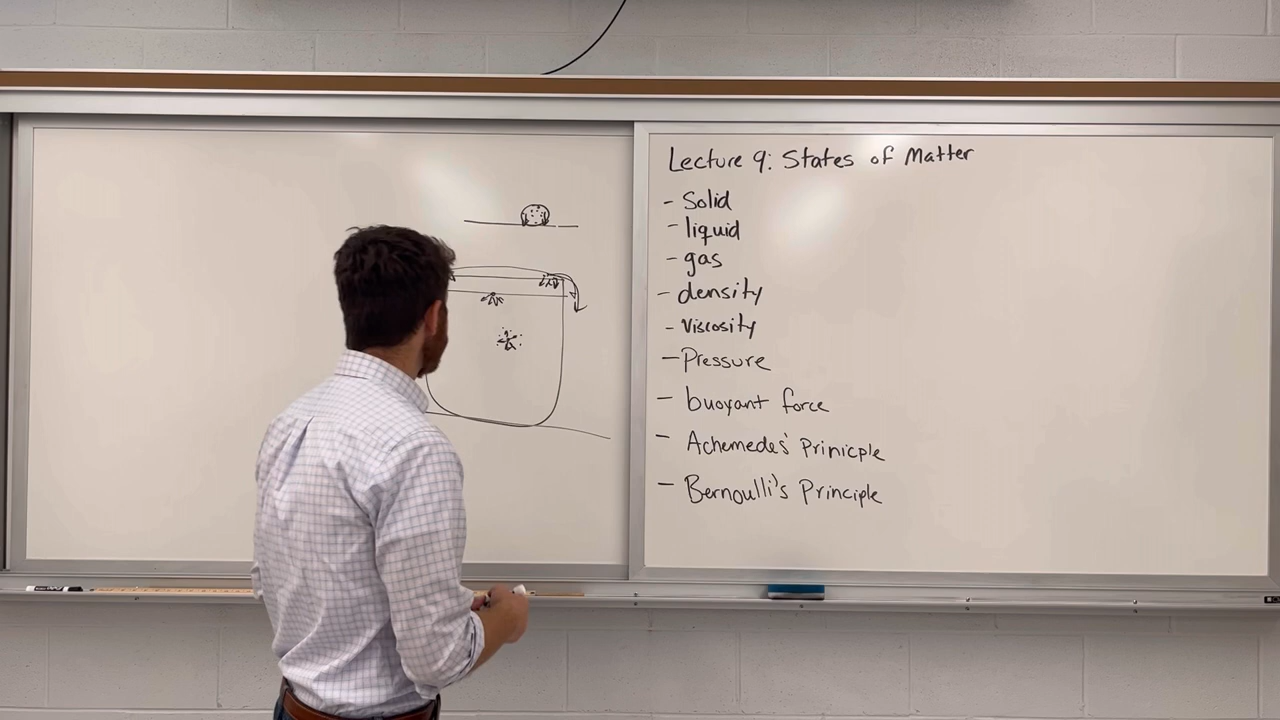 Lecture 9: States of Matter
- Solid
- liquid
- gas
- density
- Viscosity
- Pressure
- buoyant force
- Achemedes' Prinicple
- Bernoulli's Principle